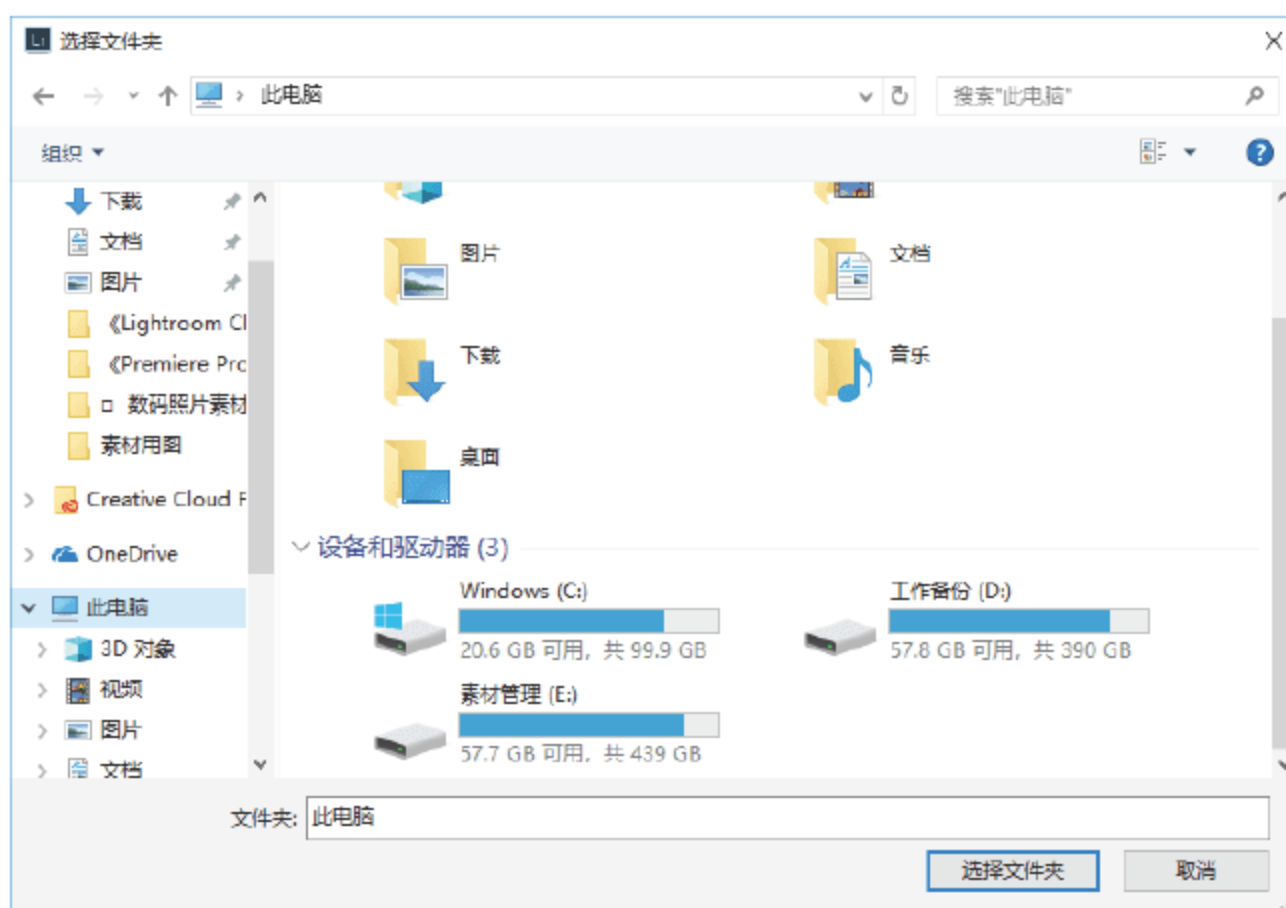 Lr 选择文件夹
此电脑
搜索"此电脑"
组织
下载
文档
图片
《Lightroom Cl
《Premiere Pro
数码照片素材
素材用图
Creative Cloud F
OneDrive
此电脑
3D 对象
视频
图片
文档
图片
文档
下载
音乐
桌面
设备和驱动器 (3)
Windows (C:)
20.6 GB 可用，共 99.9 GB
工作备份 (D:)
57.8 GB 可用，共 390 GB
素材管理 (E:)
57.7 GB 可用，共 439 GB
文件夹: 此电脑
选择文件夹
取消